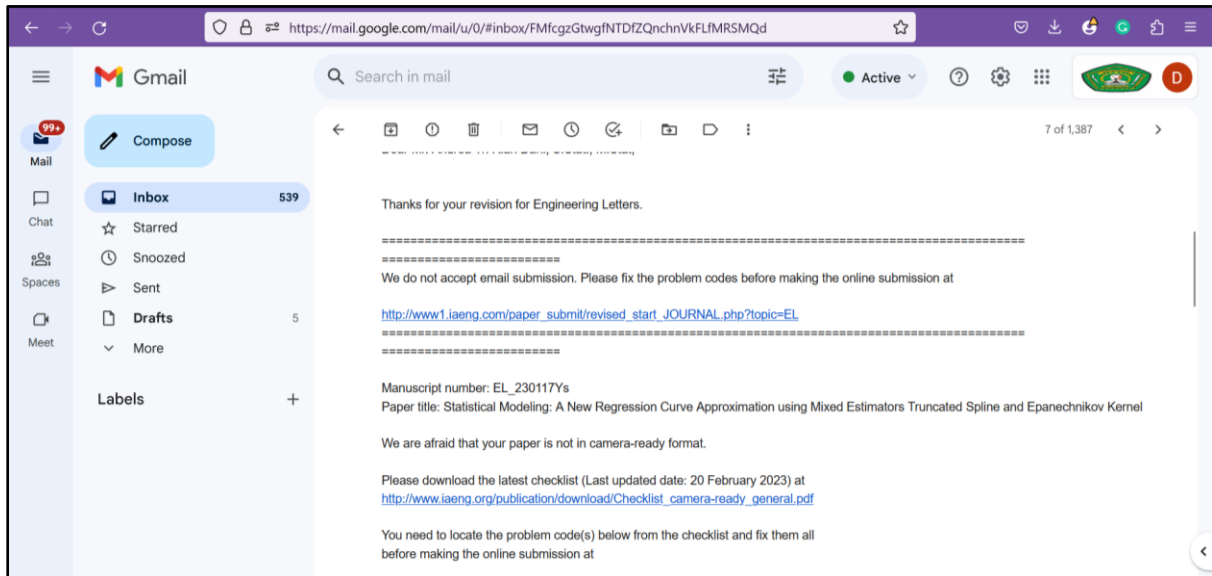 https://mail.google.com/mail/u/0/#inbox/FMfcgzGtwgfNTDfZQnchnVkFLfMRSMQd
Gmail
Search in mail
Active
D
99+
Mail
Chat
Spaces
Meet
Compose
Inbox 539
Starred
Snoozed
Sent
Drafts 5
More
Labels
7 of 1,387
Thanks for your revision for Engineering Letters.
========================================================================================
=========================
We do not accept email submission. Please fix the problem codes before making the online submission at
http://www1.iaeng.com/paper_submit/revised_start_JOURNAL.php?topic=EL
========================================================================================
=========================
Manuscript number: EL_230117Ys
Paper title: Statistical Modeling: A New Regression Curve Approximation using Mixed Estimators Truncated Spline and Epanechnikov Kernel
We are afraid that your paper is not in camera-ready format.
Please download the latest checklist (Last updated date: 20 February 2023) at
http://www.iaeng.org/publication/download/Checklist_camera-ready_general.pdf
You need to locate the problem code(s) below from the checklist and fix them all
before making the online submission at